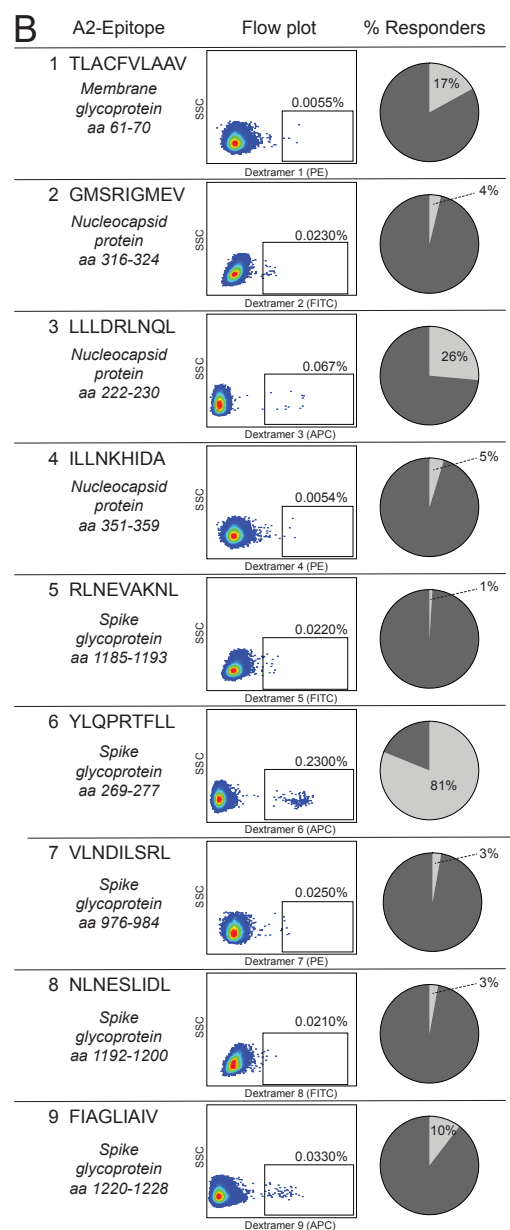 B
A2-Epitope Flow plot % Responders
1 TLACFVLAAV
Membrane
glycoprotein
aa 61-70
SSC
0.0055%
Dextramer 1 (PE)
17%
2 GMSRIGMEV
Nucleocapsid
protein
aa 316-324
SSC
0.0230%
Dextramer 2 (FITC)
4%
3 LLLDRLNQL
Nucleocapsid
protein
aa 222-230
SSC
0.067%
Dextramer 3 (APC)
26%
4 ILLNKHIDA
Nucleocapsid
protein
aa 351-359
SSC
0.0054%
Dextramer 4 (PE)
5%
5 RLNEVAKNL
Spike
glycoprotein
aa 1185-1193
SSC
0.0220%
Dextramer 5 (FITC)
1%
6 YLQPRTFLL
Spike
glycoprotein
aa 269-277
SSC
0.2300%
Dextramer 6 (APC)
81%
7 VLNDILSRL
Spike
glycoprotein
aa 976-984
SSC
0.0250%
Dextramer 7 (PE)
3%
8 NLNESLIDL
Spike
glycoprotein
aa 1192-1200
SSC
0.0210%
Dextramer 8 (FITC)
3%
9 FIAGLIAIV
Spike
glycoprotein
aa 1220-1228
SSC
0.0330%
Dextramer 9 (APC)
10%